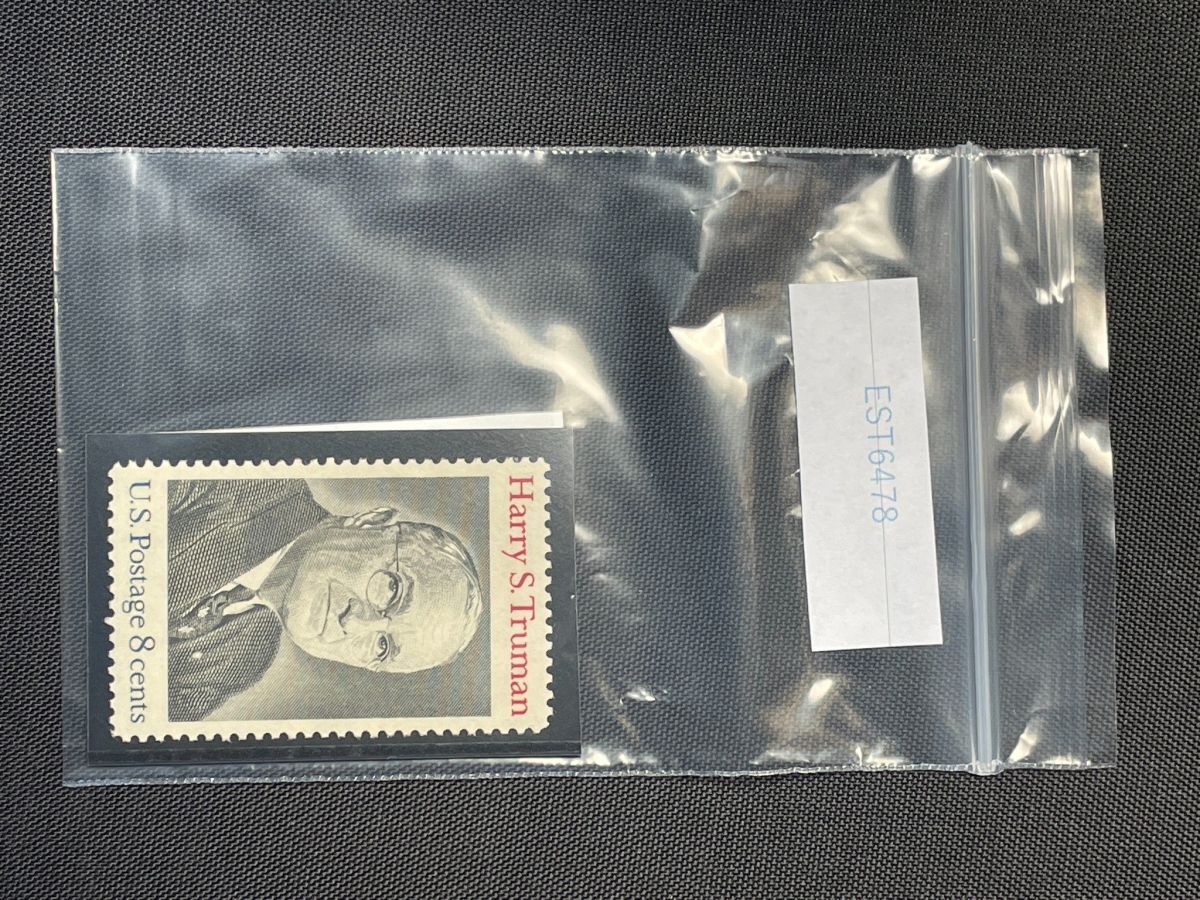 Harry S. Truman
U.S. Postage 8 cents
EST6478